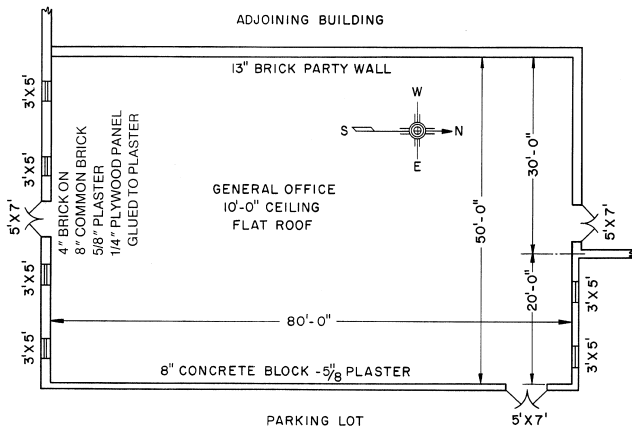 ADJOINING BUILDING
13" BRICK PARTY WALL
3'X5'
3'X5'
5'X7'
3'X5'
3'X5'
4" BRICK ON
8" COMMON BRICK
5/8" PLASTER
1/4" PLYWOOD PANEL
GLUED TO PLASTER
W
S
N
E
GENERAL OFFICE
10'-0" CEILING
FLAT ROOF
50'-0"
30'-0"
20'-0"
5'X7'
3'X5'
3'X5'
80'-0"
8" CONCRETE BLOCK - 5/8" PLASTER
5'X7'
PARKING LOT